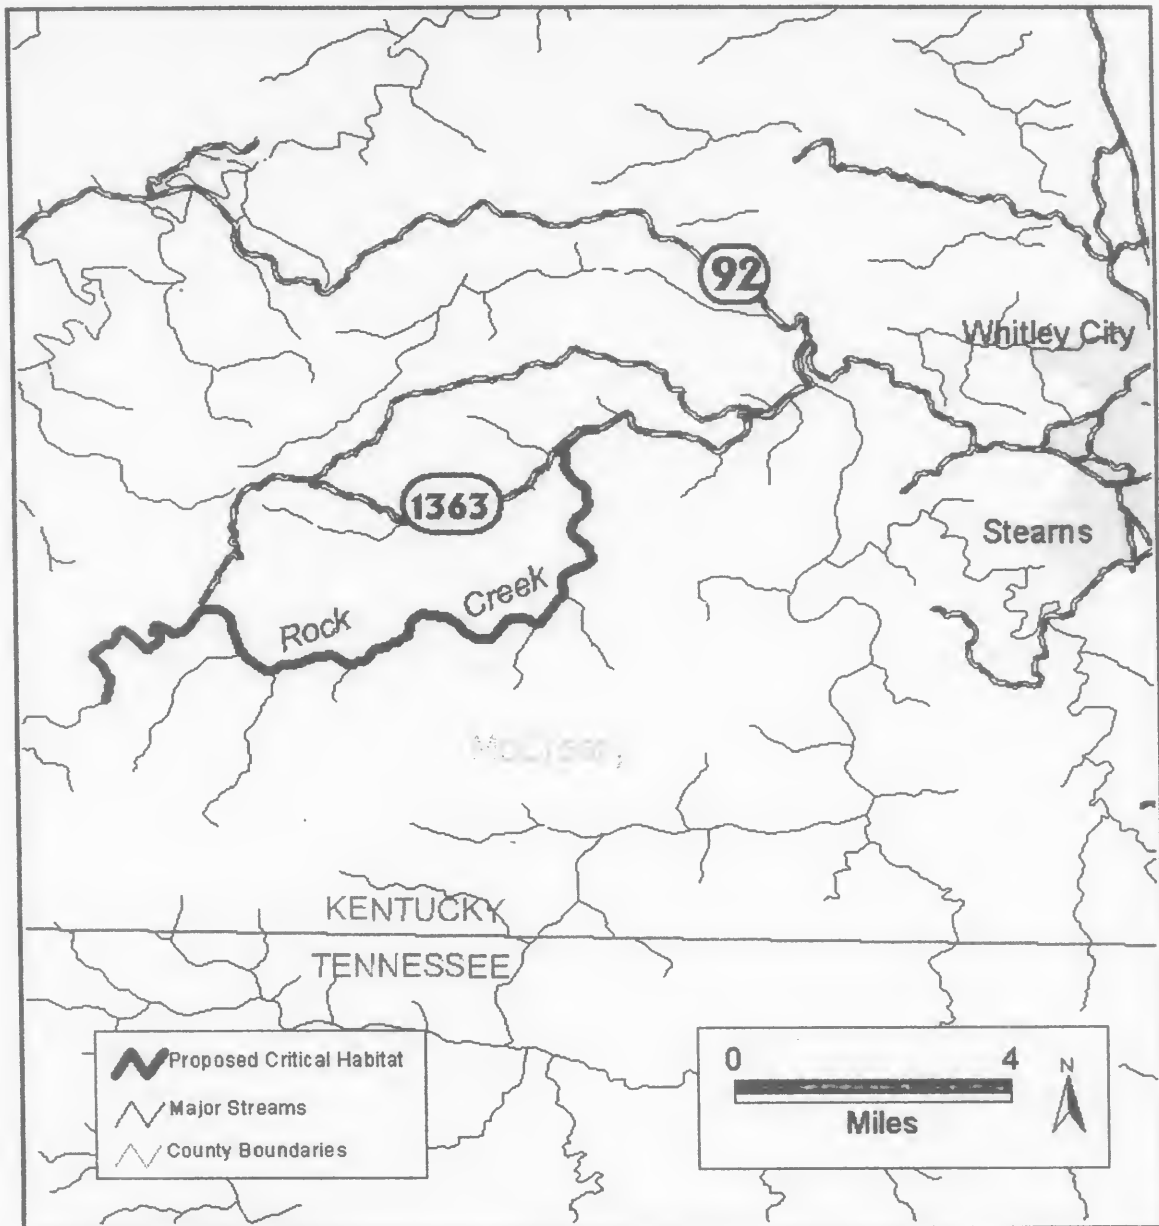 92
Whitley City
1363
Stearns
Rock Creek
KENTUCKY
TENNESSEE
Proposed Critical Habitat
Major Streams
County Boundaries
0 4
Miles
N